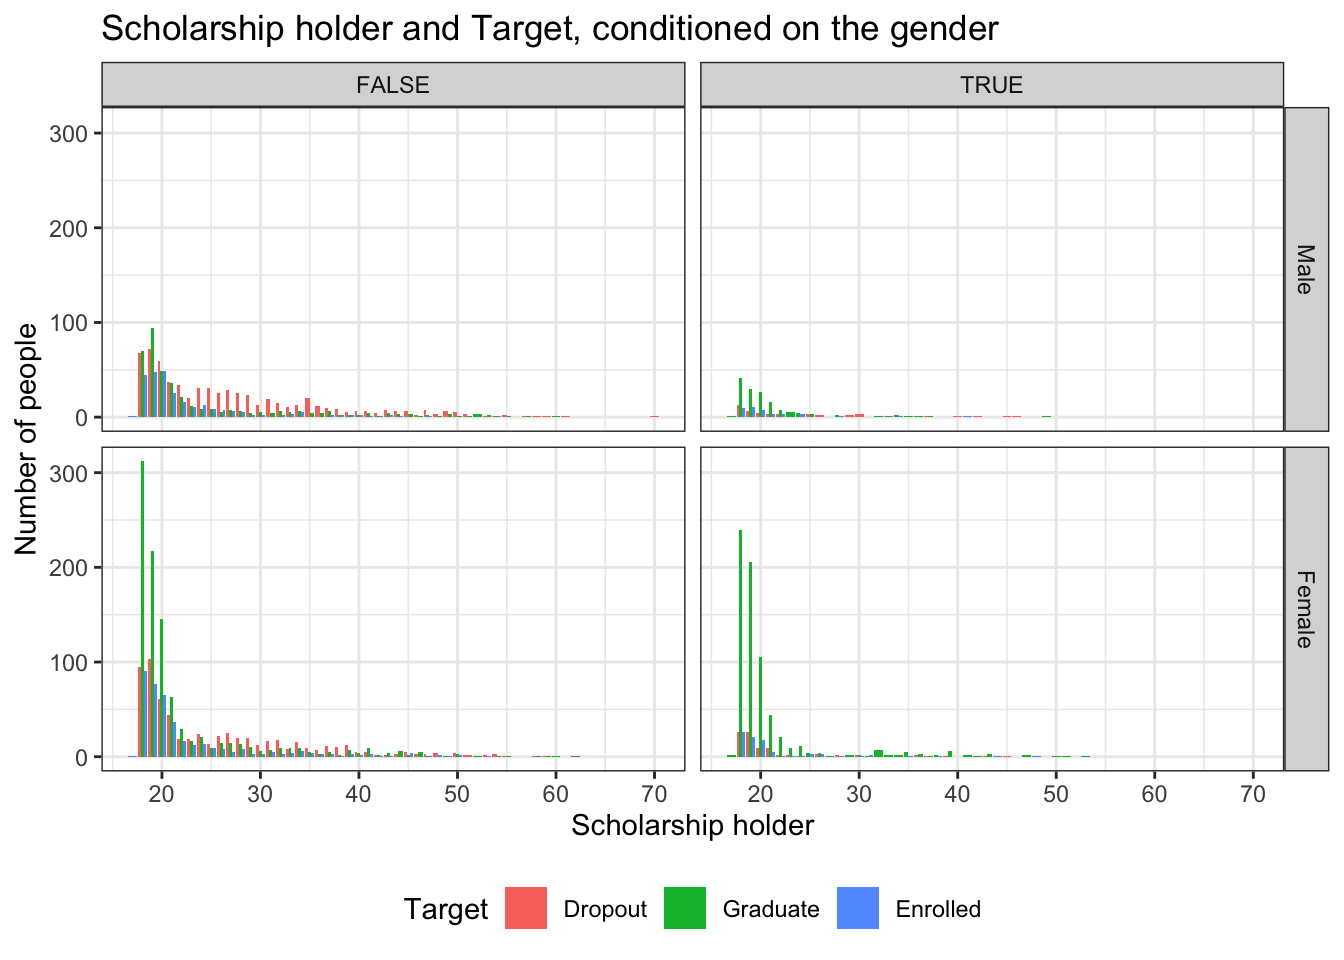 Scholarship holder and Target, conditioned on the gender
FALSE
TRUE
300
200
100
0
Male
300
200
100
0
Female
Number of people
20 30 40 50 60 70
20 30 40 50 60 70
Scholarship holder
Target Dropout Graduate Enrolled